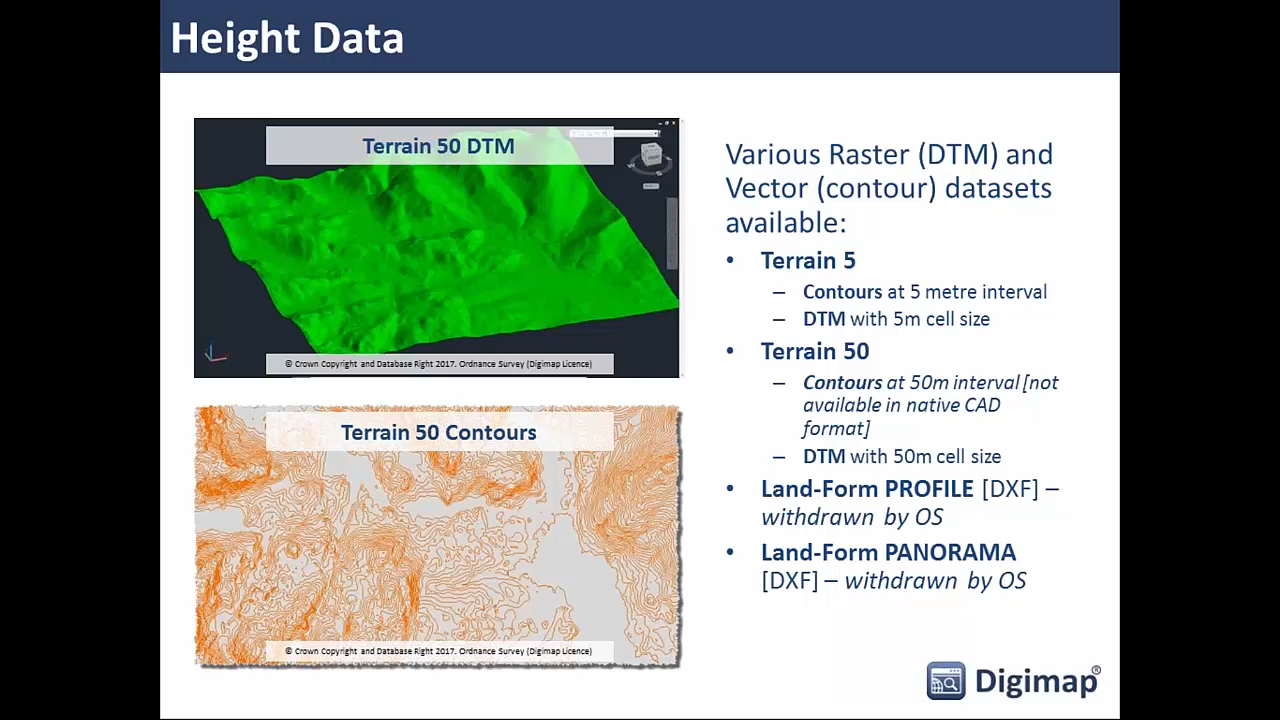 Height Data
Terrain 50 DTM
© Crown Copyright and Database Right 2017. Ordnance Survey (Digimap Licence)
Terrain 50 Contours
© Crown Copyright and Database Right 2017. Ordnance Survey (Digimap Licence)
Various Raster (DTM) and
Vector (contour) datasets
available:
• Terrain 5
– Contours at 5 metre interval
– DTM with 5m cell size
• Terrain 50
– Contours at 50m interval [not
available in native CAD
format]
– DTM with 50m cell size
• Land-Form PROFILE [DXF] –
withdrawn by OS
• Land-Form PANORAMA
[DXF] – withdrawn by OS
Digimap®